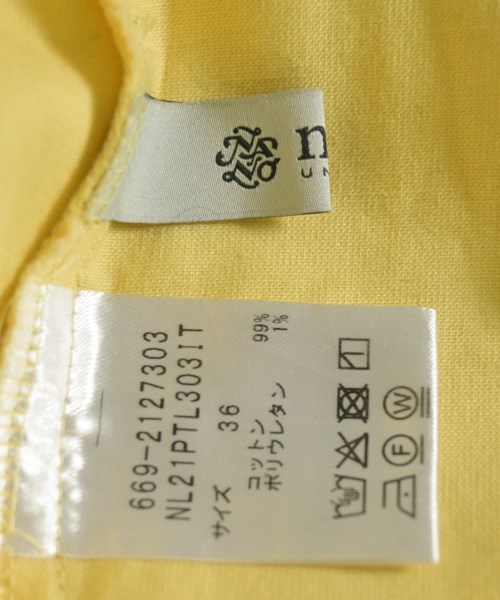 669-2127303
NL21PTL303IT
サイズ 36
コットン 99%
ポリウレタン 1%
F W